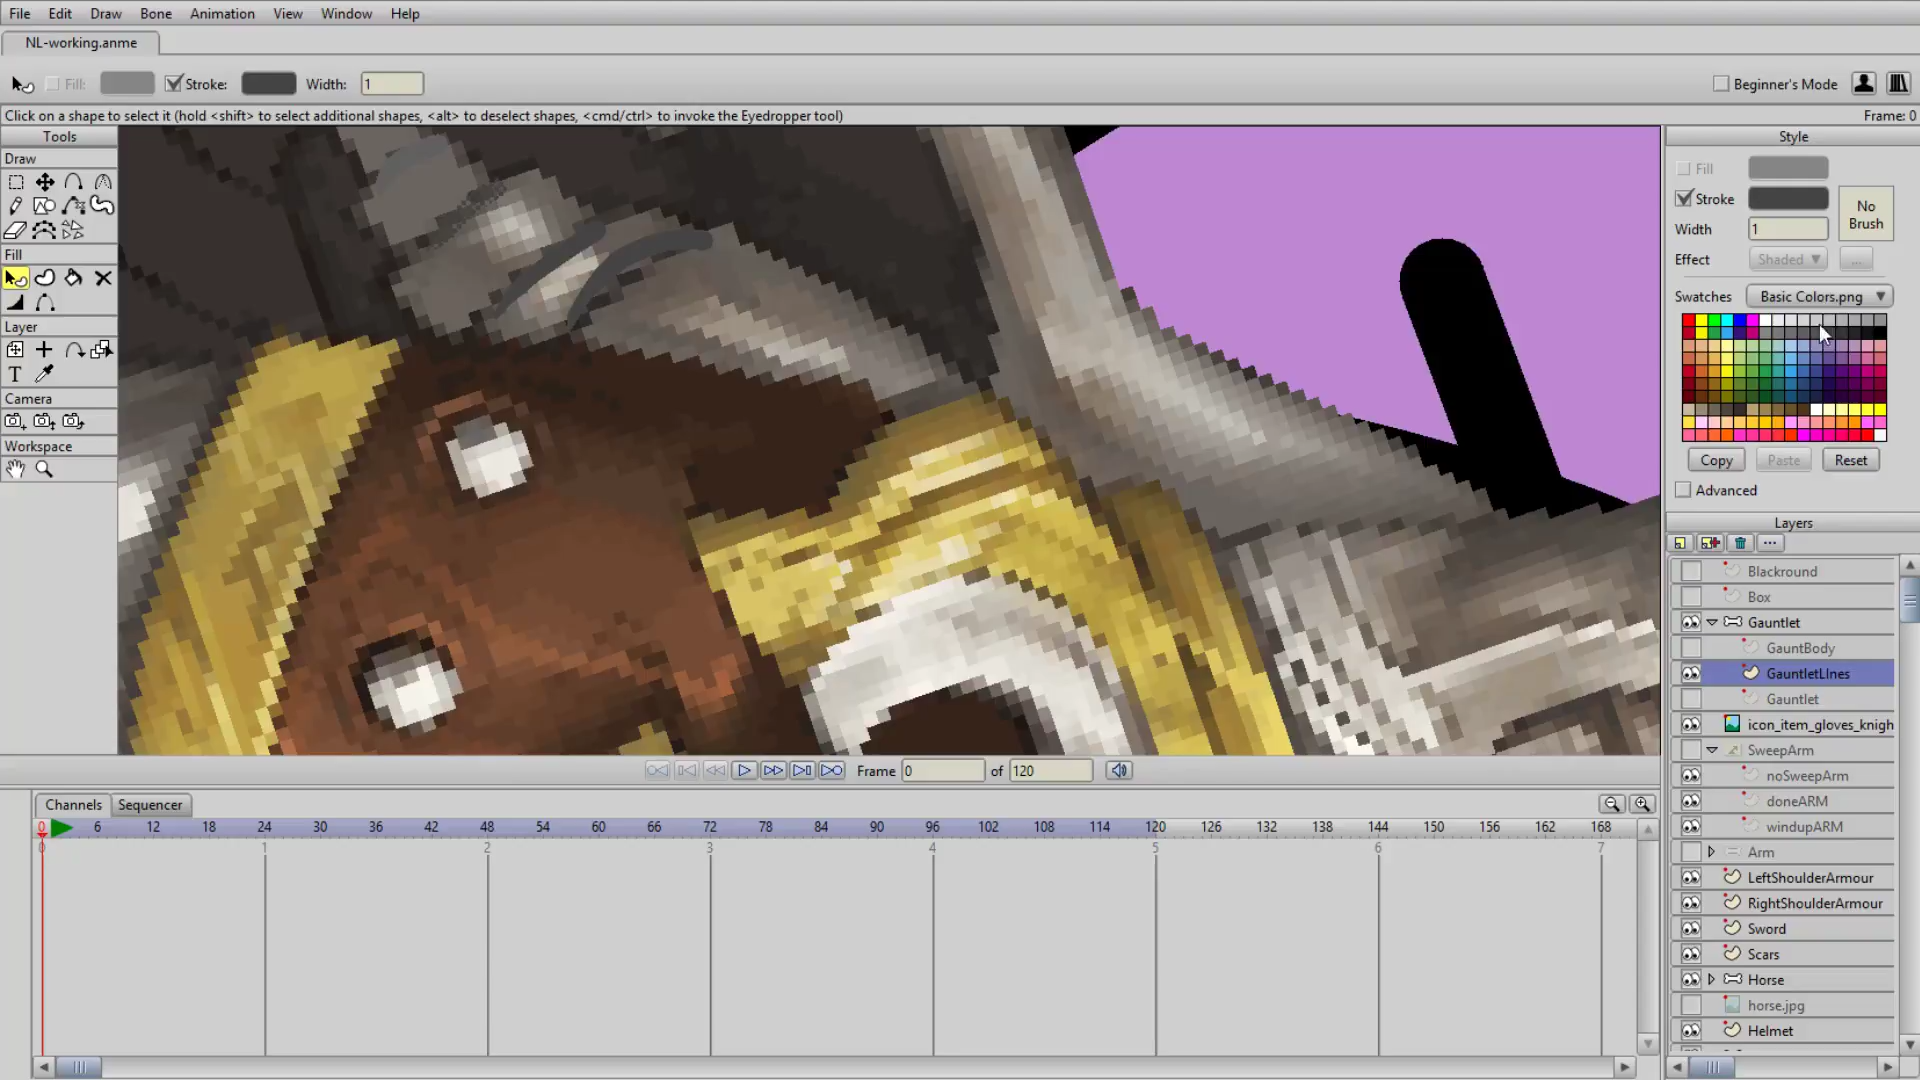 File Edit Draw Bone Animation View Window Help
NL-working.anme
Fill: Stroke: Width: 1 Beginner's Mode
Click on a shape to select it (hold <shift> to select additional shapes, <alt> to deselect shapes, <cmd/ctrl> to invoke the Eyedropper tool) Frame: 0
Tools
Draw
Fill
Layer
T
Camera
Workspace
Style
Fill
Stroke
No
Brush
Width 1
Effect Shaded ...
Swatches Basic Colors.png
Copy Paste Reset
Advanced
Layers
Blackround
Box
Gauntlet
GauntBody
GauntletLInes
Gauntlet
icon_item_gloves_knigh
SweepArm
noSweepArm
doneARM
windupARM
Arm
LeftShoulderArmour
RightShoulderArmour
Sword
Scars
Horse
horse.jpg
Helmet
Frame 0 of 120
Channels Sequencer
0 6 12 18 24 30 36 42 48 54 60 66 72 78 84 90 96 102 108 114 120 126 132 138 144 150 156 162 168
0 1 2 3 4 5 6 7